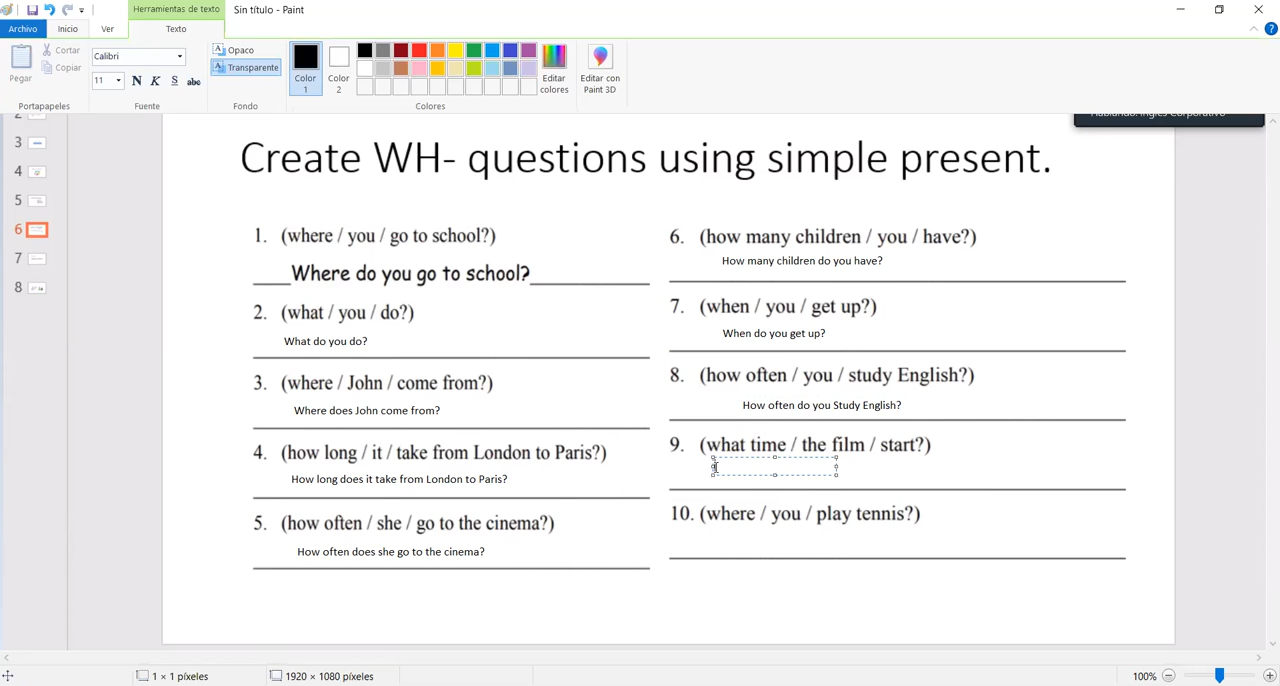 Herramientas de texto
Sin título - Paint
Archivo
Inicio
Ver
Texto
Pegar
Cortar
Copiar
Portapapeles
Calibri
11
N K S abc
Fuente
Opaco
Transparente
Fondo
Color
1
Color
2
Editar
colores
Editar con
Paint 3D
Colores
Hablando: Inglés Corporativo
2
3
4
5
6
7
8
Create WH- questions using simple present.
1. (where / you / go to school?)
Where do you go to school?
2. (what / you / do?)
What do you do?
3. (where / John / come from?)
Where does John come from?
4. (how long / it / take from London to Paris?)
How long does it take from London to Paris?
5. (how often / she / go to the cinema?)
How often does she go to the cinema?
6. (how many children / you / have?)
How many children do you have?
7. (when / you / get up?)
When do you get up?
8. (how often / you / study English?)
How often do you Study English?
9. (what time / the film / start?)
10. (where / you / play tennis?)
1 × 1 píxeles
1920 × 1080 píxeles
100%